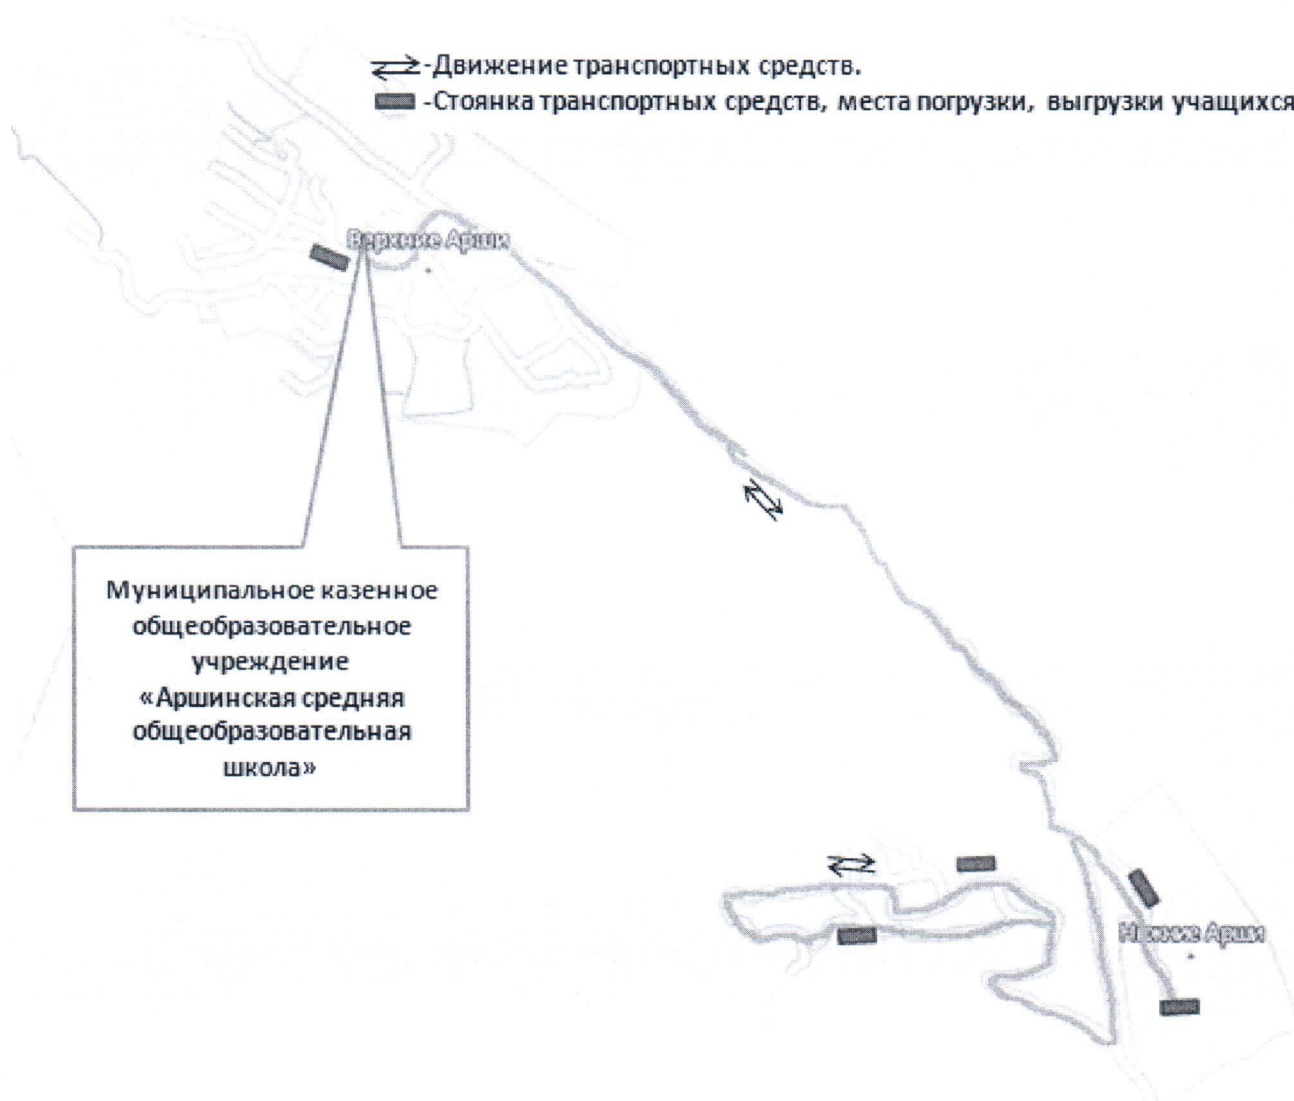 -Движение транспортных средств.
-Стоянка транспортных средств, места погрузки, выгрузки учащихся
Верхние Арши
Муниципальное казенное
общеобразовательное
учреждение
«Аршинская средняя
общеобразовательная
школа»
Нижние Арши